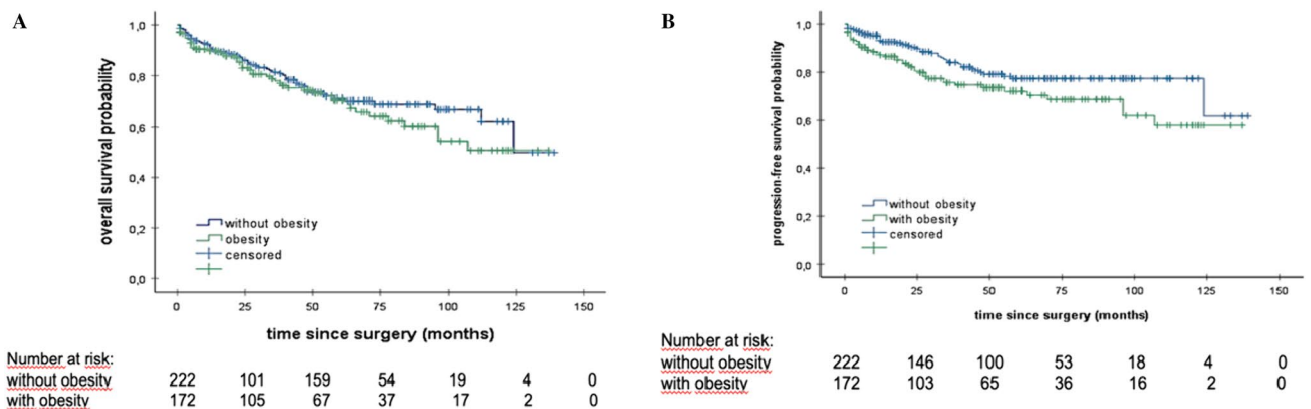 A
overall survival probability
1,0
0,8
0,6
0,4
0,2
0,0
without obesity
obesity
censored
0 25 50 75 100 125 150
time since surgery (months)
Number at risk:
without obesity 222 101 159 54 19 4 0
with obesity 172 105 67 37 17 2 0
B
progression-free survival probability
1,0
0,8
0,6
0,4
0,2
0,0
without obesity
with obesity
censored
0 25 50 75 100 125 150
time since surgery (months)
Number at risk:
without obesity 222 146 100 53 18 4 0
with obesity 172 103 65 36 16 2 0